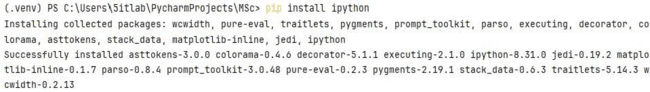 (.venv) PS C:\Users\5itlab\PycharmProjects\MSc> pip install ipython
Installing collected packages: wcwidth, pure-eval, traitlets, pygments, prompt_toolkit, parso, executing, decorator, co
lorama, asttokens, stack_data, matplotlib-inline, jedi, ipython
Successfully installed asttokens-3.0.0 colorama-0.4.6 decorator-5.1.1 executing-2.1.0 ipython-8.31.0 jedi-0.19.2 matplo
tlib-inline-0.1.7 parso-0.8.4 prompt_toolkit-3.0.48 pure-eval-0.2.3 pygments-2.19.1 stack_data-0.6.3 traitlets-5.14.3 w
cwidth-0.2.13